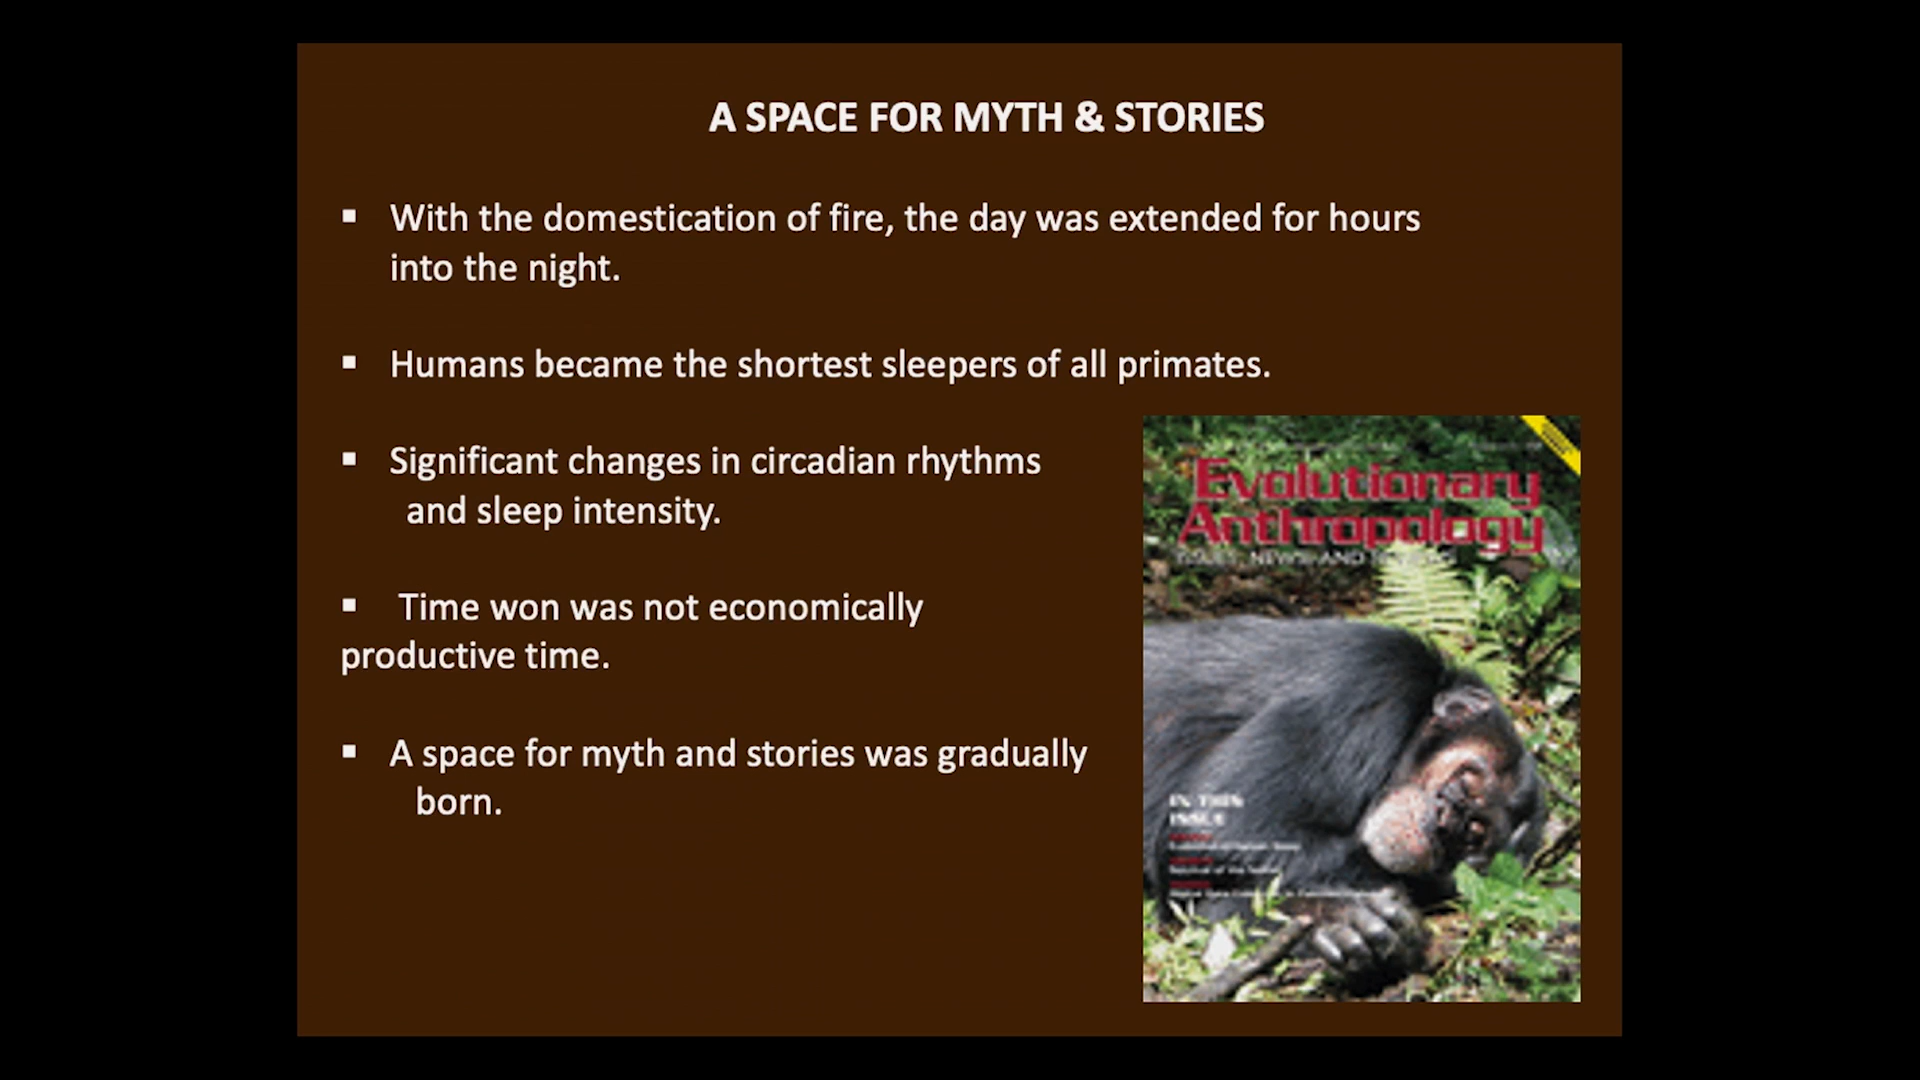 A SPACE FOR MYTH & STORIES
▪ With the domestication of fire, the day was extended for hours
into the night.
▪ Humans became the shortest sleepers of all primates.
▪ Significant changes in circadian rhythms
and sleep intensity.
▪ Time won was not economically
productive time.
▪ A space for myth and stories was gradually
born.
Evolutionary
Anthropology
NEWS AND
IN THIS
ISSUE